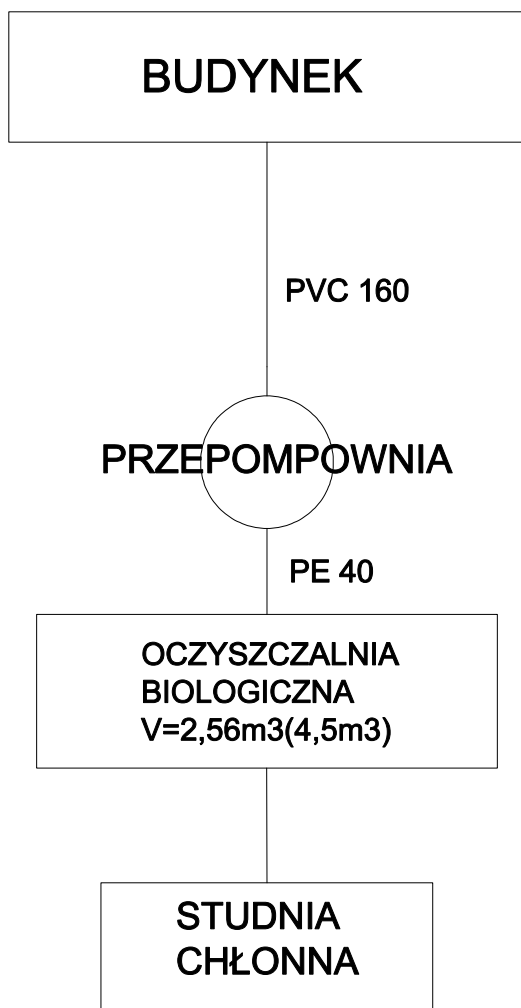 BUDYNEK
PVC 160
PRZEPOMPOWNIA
PE 40
OCZYSZCZALNIA
BIOLOGICZNA
V=2,56m3(4,5m3)
STUDNIA
CHŁONNA